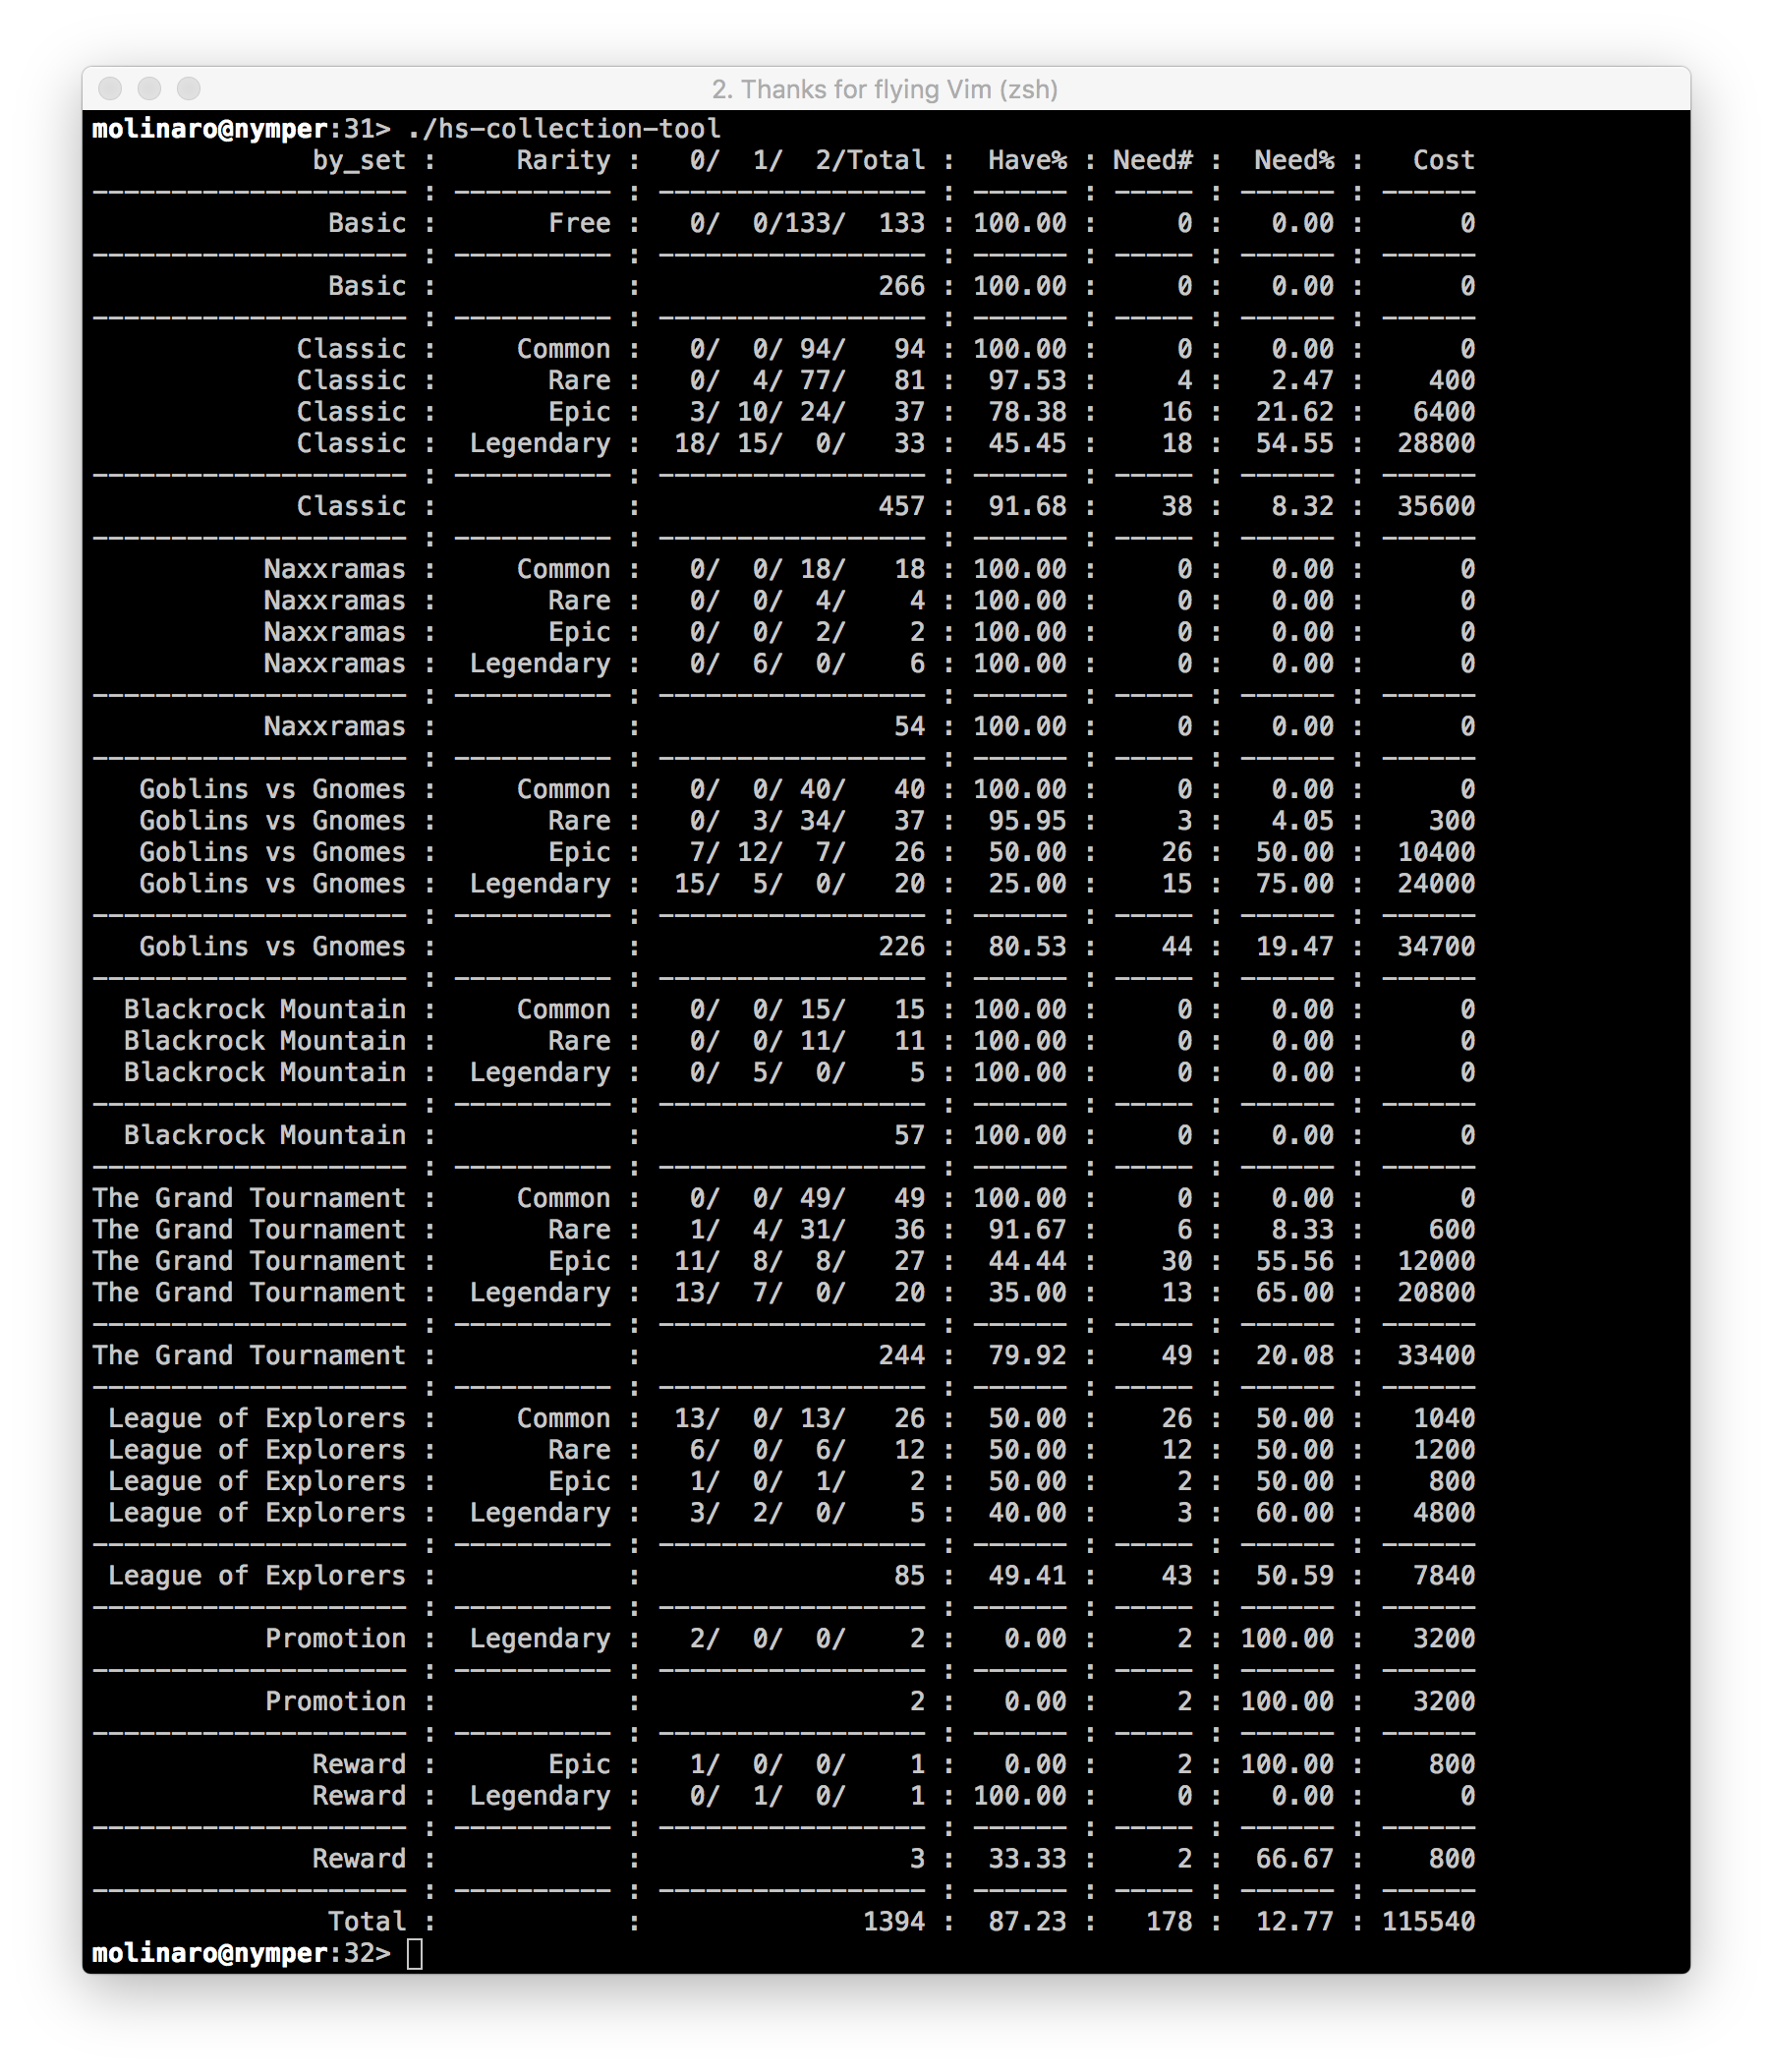 2. Thanks for flying Vim (zsh)
molinaro@nymper:31> ./hs-collection-tool
              by_set :     Rarity :   0/  1/  2/Total :  Have% : Need# :  Need% :   Cost
-------------------- : ---------- : ----------------- : ------ : ----- : ------ : ------
               Basic :       Free :   0/  0/133/  133 : 100.00 :     0 :   0.00 :      0
-------------------- : ---------- : ----------------- : ------ : ----- : ------ : ------
               Basic :            :               266 : 100.00 :     0 :   0.00 :      0
-------------------- : ---------- : ----------------- : ------ : ----- : ------ : ------
             Classic :     Common :   0/  0/ 94/   94 : 100.00 :     0 :   0.00 :      0
             Classic :       Rare :   0/  4/ 77/   81 :  97.53 :     4 :   2.47 :    400
             Classic :       Epic :   3/ 10/ 24/   37 :  78.38 :    16 :  21.62 :   6400
             Classic :  Legendary :  18/ 15/  0/   33 :  45.45 :    18 :  54.55 :  28800
-------------------- : ---------- : ----------------- : ------ : ----- : ------ : ------
             Classic :            :               457 :  91.68 :    38 :   8.32 :  35600
-------------------- : ---------- : ----------------- : ------ : ----- : ------ : ------
           Naxxramas :     Common :   0/  0/ 18/   18 : 100.00 :     0 :   0.00 :      0
           Naxxramas :       Rare :   0/  0/  4/    4 : 100.00 :     0 :   0.00 :      0
           Naxxramas :       Epic :   0/  0/  2/    2 : 100.00 :     0 :   0.00 :      0
           Naxxramas :  Legendary :   0/  6/  0/    6 : 100.00 :     0 :   0.00 :      0
-------------------- : ---------- : ----------------- : ------ : ----- : ------ : ------
           Naxxramas :            :                54 : 100.00 :     0 :   0.00 :      0
-------------------- : ---------- : ----------------- : ------ : ----- : ------ : ------
   Goblins vs Gnomes :     Common :   0/  0/ 40/   40 : 100.00 :     0 :   0.00 :      0
   Goblins vs Gnomes :       Rare :   0/  3/ 34/   37 :  95.95 :     3 :   4.05 :    300
   Goblins vs Gnomes :       Epic :   7/ 12/  7/   26 :  50.00 :    26 :  50.00 :  10400
   Goblins vs Gnomes :  Legendary :  15/  5/  0/   20 :  25.00 :    15 :  75.00 :  24000
-------------------- : ---------- : ----------------- : ------ : ----- : ------ : ------
   Goblins vs Gnomes :            :               226 :  80.53 :    44 :  19.47 :  34700
-------------------- : ---------- : ----------------- : ------ : ----- : ------ : ------
  Blackrock Mountain :     Common :   0/  0/ 15/   15 : 100.00 :     0 :   0.00 :      0
  Blackrock Mountain :       Rare :   0/  0/ 11/   11 : 100.00 :     0 :   0.00 :      0
  Blackrock Mountain :  Legendary :   0/  5/  0/    5 : 100.00 :     0 :   0.00 :      0
-------------------- : ---------- : ----------------- : ------ : ----- : ------ : ------
  Blackrock Mountain :            :                57 : 100.00 :     0 :   0.00 :      0
-------------------- : ---------- : ----------------- : ------ : ----- : ------ : ------
The Grand Tournament :     Common :   0/  0/ 49/   49 : 100.00 :     0 :   0.00 :      0
The Grand Tournament :       Rare :   1/  4/ 31/   36 :  91.67 :     6 :   8.33 :    600
The Grand Tournament :       Epic :  11/  8/  8/   27 :  44.44 :    30 :  55.56 :  12000
The Grand Tournament :  Legendary :  13/  7/  0/   20 :  35.00 :    13 :  65.00 :  20800
-------------------- : ---------- : ----------------- : ------ : ----- : ------ : ------
The Grand Tournament :            :               244 :  79.92 :    49 :  20.08 :  33400
-------------------- : ---------- : ----------------- : ------ : ----- : ------ : ------
 League of Explorers :     Common :  13/  0/ 13/   26 :  50.00 :    26 :  50.00 :   1040
 League of Explorers :       Rare :   6/  0/  6/   12 :  50.00 :    12 :  50.00 :   1200
 League of Explorers :       Epic :   1/  0/  1/    2 :  50.00 :     2 :  50.00 :    800
 League of Explorers :  Legendary :   3/  2/  0/    5 :  40.00 :     3 :  60.00 :   4800
-------------------- : ---------- : ----------------- : ------ : ----- : ------ : ------
 League of Explorers :            :                85 :  49.41 :    43 :  50.59 :   7840
-------------------- : ---------- : ----------------- : ------ : ----- : ------ : ------
           Promotion :  Legendary :   2/  0/  0/    2 :   0.00 :     2 : 100.00 :   3200
-------------------- : ---------- : ----------------- : ------ : ----- : ------ : ------
           Promotion :            :                 2 :   0.00 :     2 : 100.00 :   3200
-------------------- : ---------- : ----------------- : ------ : ----- : ------ : ------
              Reward :       Epic :   1/  0/  0/    1 :   0.00 :     2 : 100.00 :    800
              Reward :  Legendary :   0/  1/  0/    1 : 100.00 :     0 :   0.00 :      0
-------------------- : ---------- : ----------------- : ------ : ----- : ------ : ------
              Reward :            :                 3 :  33.33 :     2 :  66.67 :    800
-------------------- : ---------- : ----------------- : ------ : ----- : ------ : ------
               Total :            :              1394 :  87.23 :   178 :  12.77 : 115540
molinaro@nymper:32>